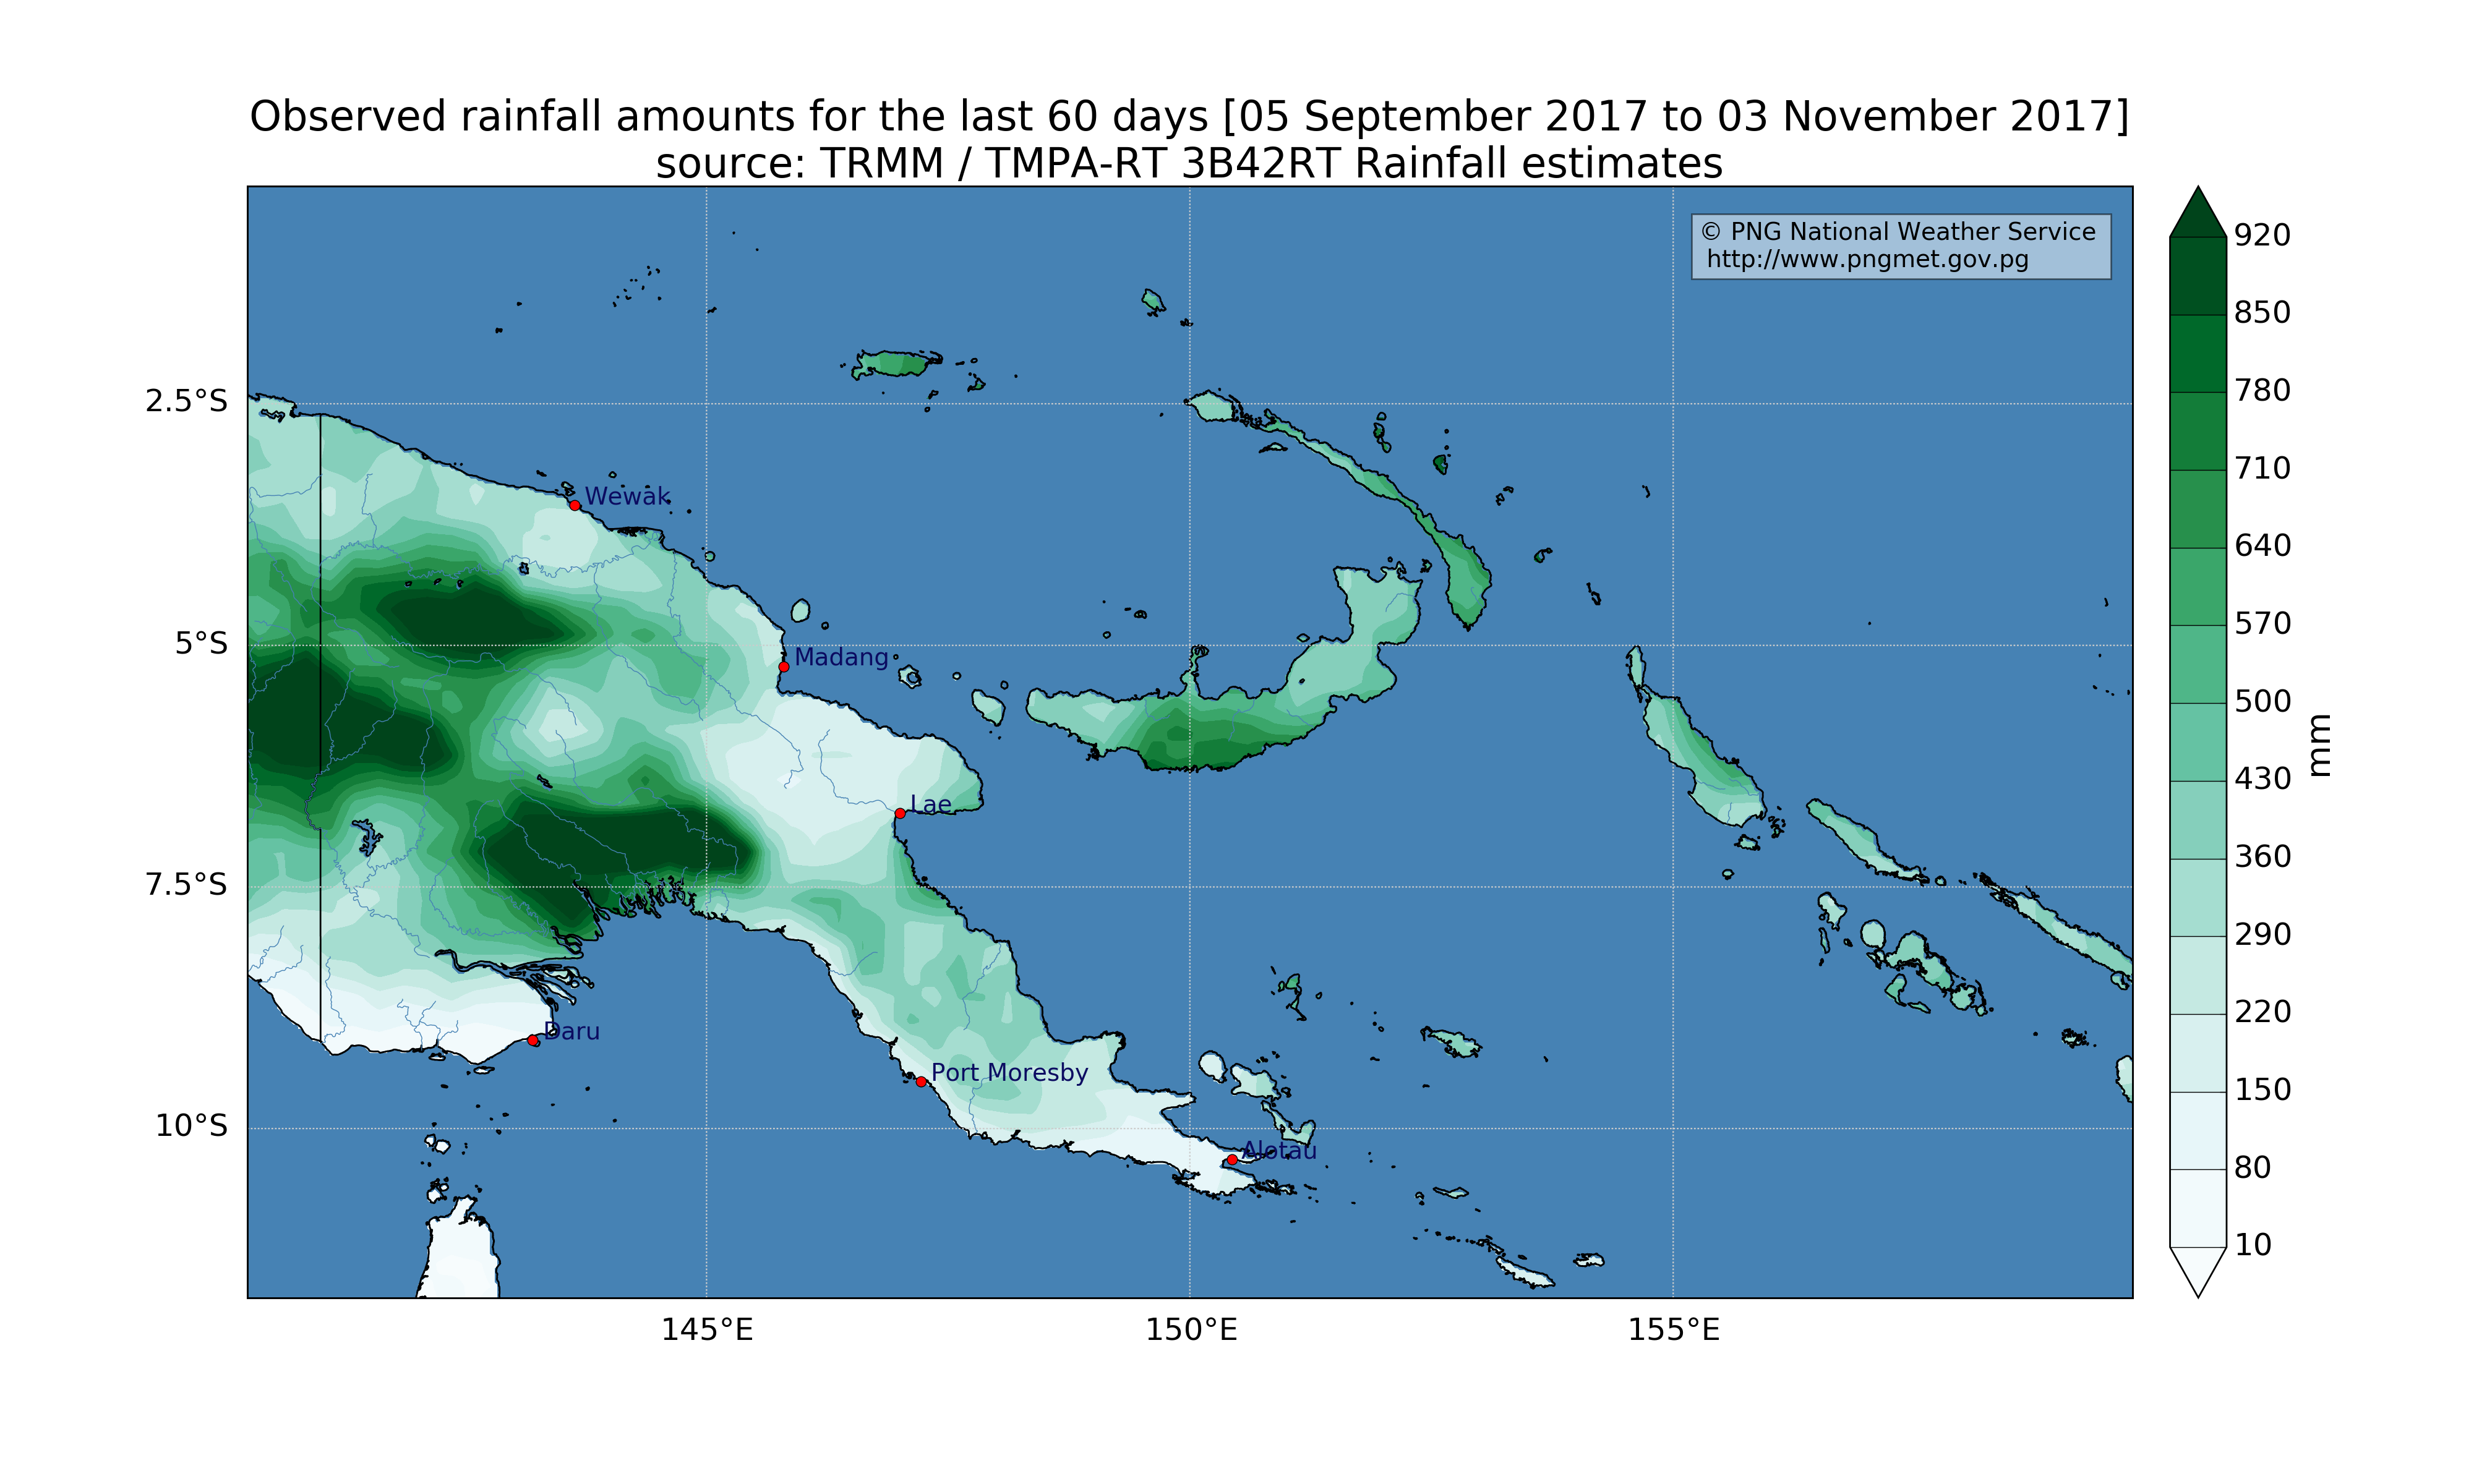 Observed rainfall amounts for the last 60 days [05 September 2017 to 03 November 2017]
source: TRMM / TMPA-RT 3B42RT Rainfall estimates
© PNG National Weather Service
http://www.pngmet.gov.pg
2.5°S
5°S
7.5°S
10°S
Wewak
Madang
Lae
Daru
Port Moresby
Alotau
145°E
150°E
155°E
920
850
780
710
640
570
500
430
360
290
220
150
80
10
mm